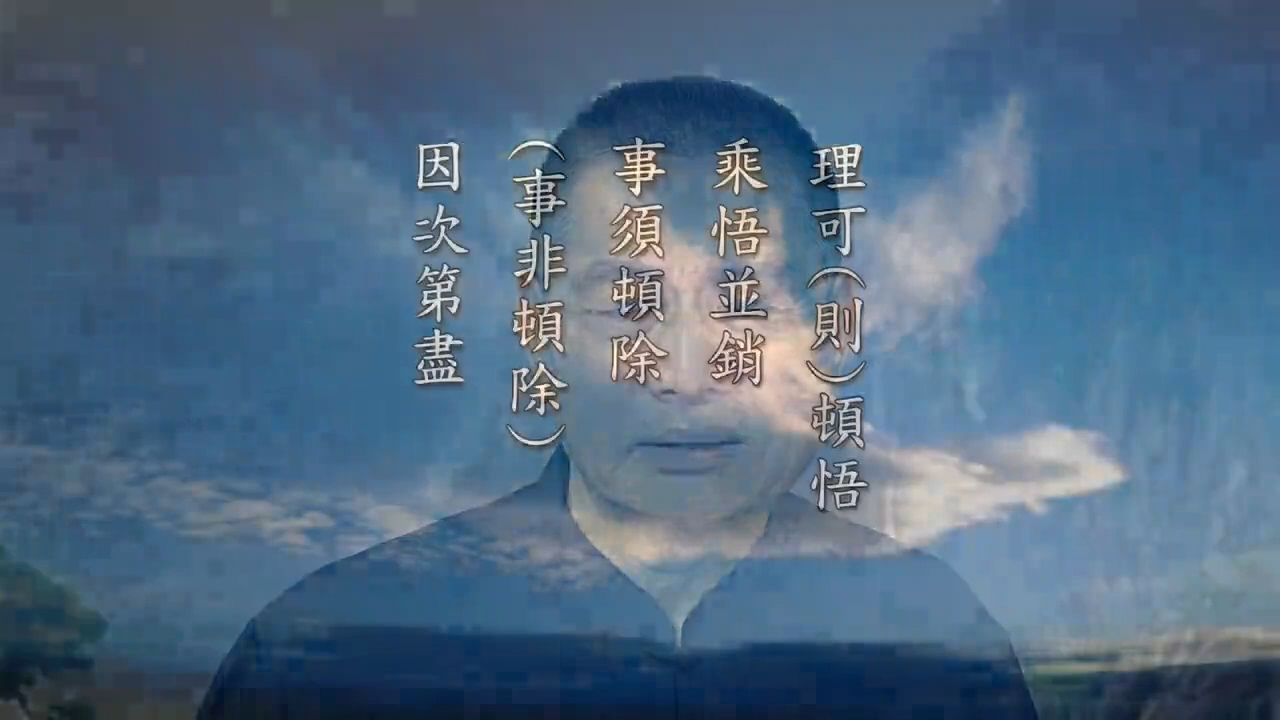 理可(則)頓悟
乘悟並銷
事須頓除
(事非頓除)
因次第盡